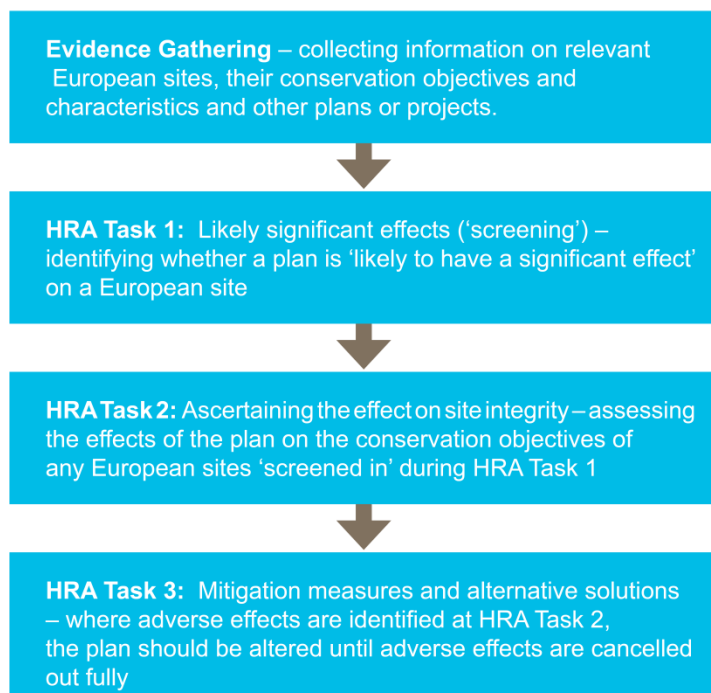 Evidence Gathering – collecting information on relevant
European sites, their conservation objectives and
characteristics and other plans or projects.
HRA Task 1: Likely significant effects (‘screening’) –
identifying whether a plan is ‘likely to have a significant effect’
on a European site
HRA Task 2: Ascertaining the effect on site integrity – assessing
the effects of the plan on the conservation objectives of
any European sites ‘screened in’ during HRA Task 1
HRA Task 3: Mitigation measures and alternative solutions
– where adverse effects are identified at HRA Task 2,
the plan should be altered until adverse effects are cancelled
out fully